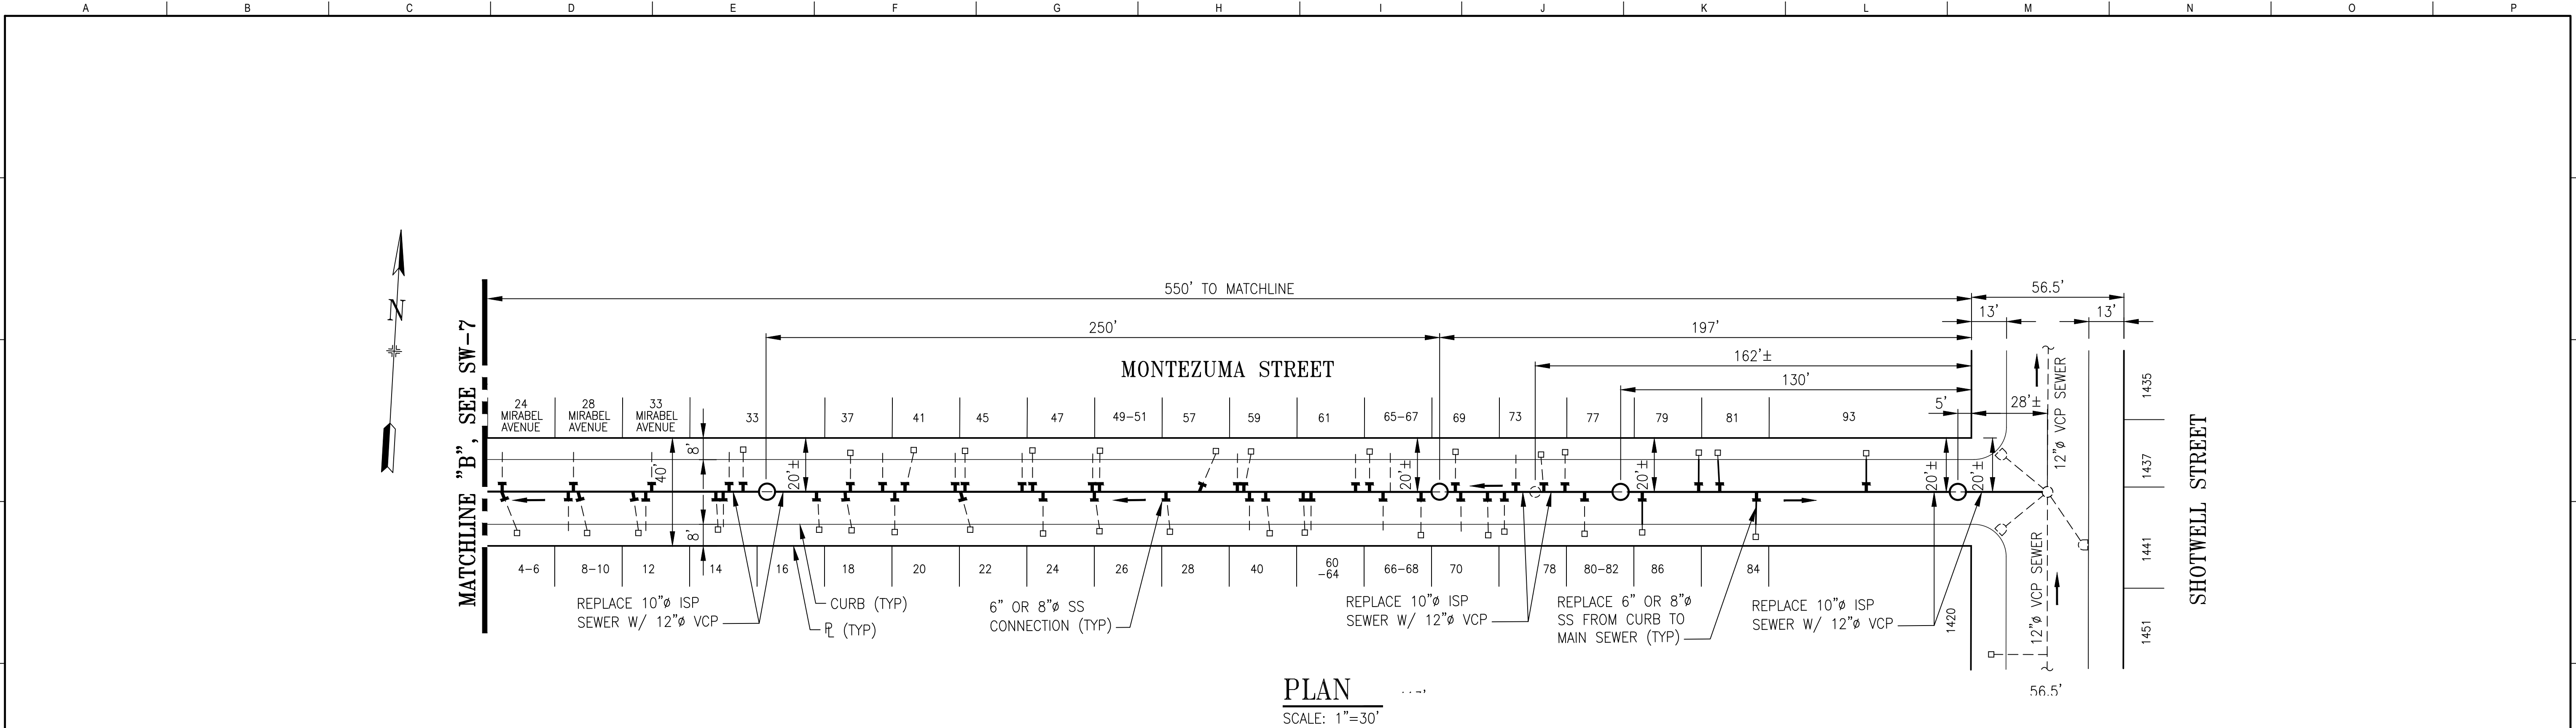 A B C D E F G H I J K L M N O P
N
MATCHLINE "B", SEE SW-7
550' TO MATCHLINE
56.5'
13'
13'
250'
197'
162'±
130'
5'
28'±
MONTEZUMA STREET
24
MIRABEL
AVENUE
28
MIRABEL
AVENUE
33
MIRABEL
AVENUE
33
37
41
45
47
49-51
57
59
61
65-67
69
73
77
79
81
93
8'
40'
8'
20'±
20'±
20'±
20'±
20'±
4-6
8-10
12
14
16
18
20
22
24
26
28
40
60
-64
66-68
70
78
80-82
86
84
REPLACE 10"ø ISP
SEWER W/ 12"ø VCP
CURB (TYP)
PL (TYP)
6" OR 8"ø SS
CONNECTION (TYP)
REPLACE 10"ø ISP
SEWER W/ 12"ø VCP
REPLACE 6" OR 8"ø
SS FROM CURB TO
MAIN SEWER (TYP)
REPLACE 10"ø ISP
SEWER W/ 12"ø VCP
1420
12"ø VCP SEWER
12"ø VCP SEWER
1435
1437
1441
1451
SHOTWELL STREET
56.5'
PLAN
SCALE: 1"=30'